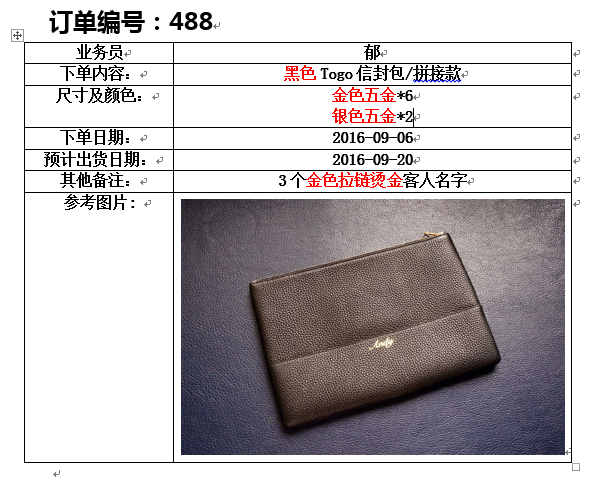 订单编号：488
业务员 郁
下单内容： 黑色 Togo 信封包/拼接款
尺寸及颜色： 金色五金*6
银色五金*2
下单日期： 2016-09-06
预计出货日期： 2016-09-20
其他备注： 3 个金色拉链烫金客人名字
参考图片：
Andy